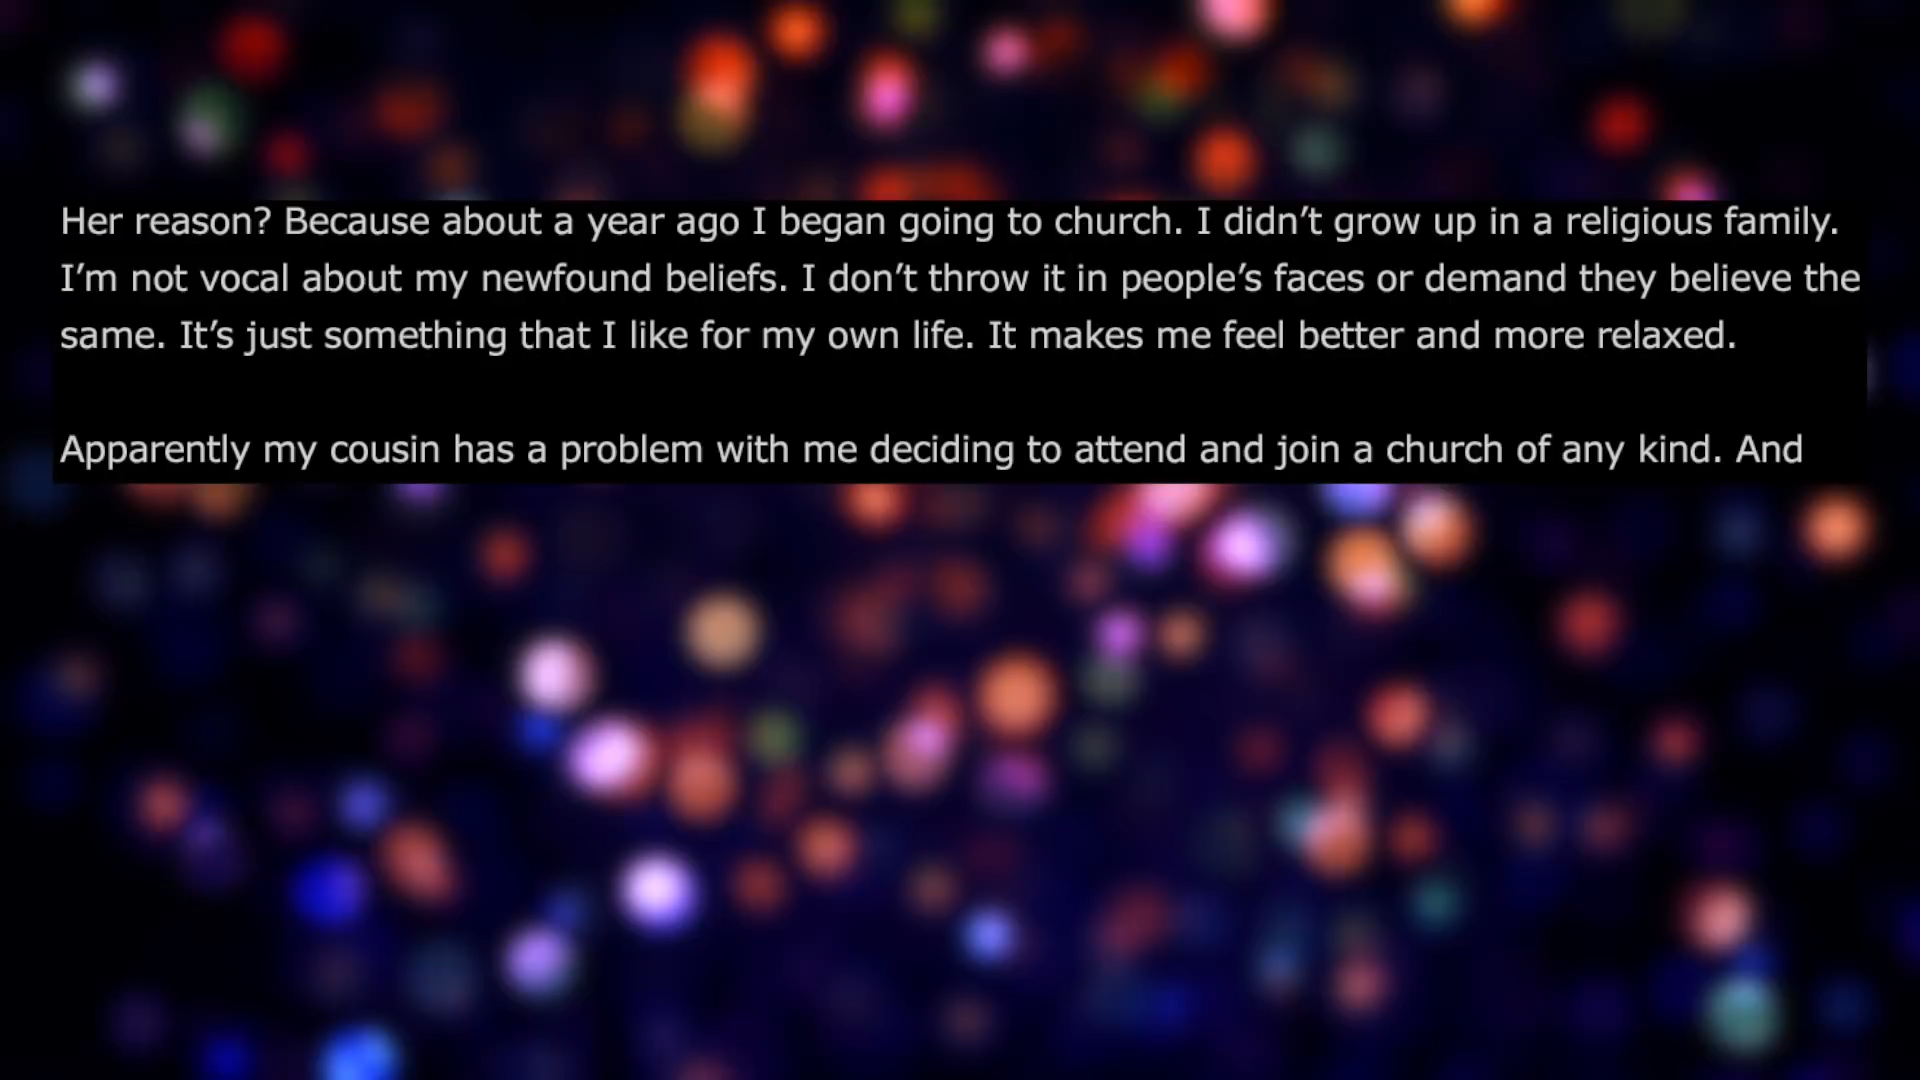 Her reason? Because about a year ago I began going to church. I didn’t grow up in a religious family.
I’m not vocal about my newfound beliefs. I don’t throw it in people’s faces or demand they believe the
same. It’s just something that I like for my own life. It makes me feel better and more relaxed.
Apparently my cousin has a problem with me deciding to attend and join a church of any kind. And